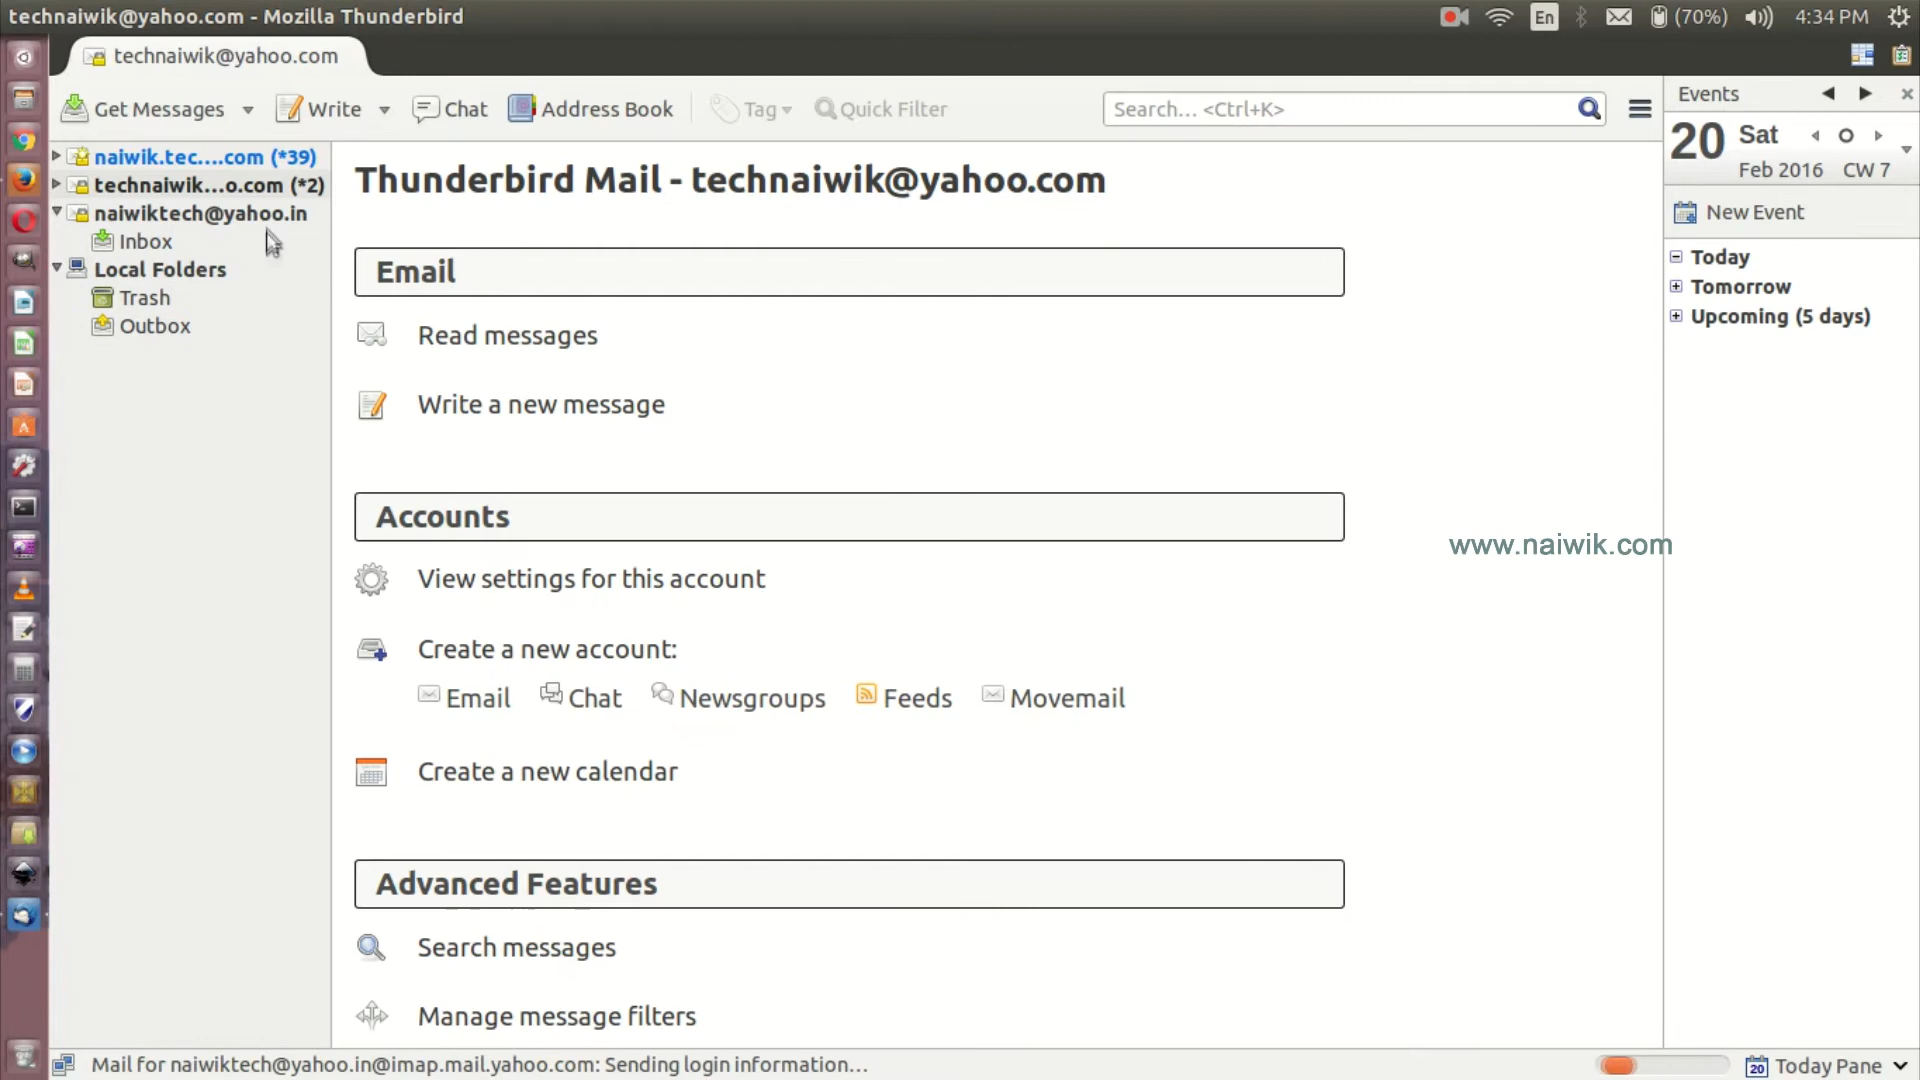 technaiwik@yahoo.com - Mozilla Thunderbird
En
(70%)
4:34 PM
technaiwik@yahoo.com
Get Messages
Write
Chat
Address Book
Tag
Quick Filter
Search... <Ctrl+K>
Events
naiwik.tec....com (*39)
technaiwik...o.com (*2)
naiwiktech@yahoo.in
Inbox
Local Folders
Trash
Outbox
Thunderbird Mail - technaiwik@yahoo.com
Email
Read messages
Write a new message
Accounts
View settings for this account
Create a new account:
Email
Chat
Newsgroups
Feeds
Movemail
Create a new calendar
Advanced Features
Search messages
Manage message filters
20
Sat
Feb 2016
CW 7
New Event
Today
Tomorrow
Upcoming (5 days)
www.naiwik.com
Mail for naiwiktech@yahoo.in@imap.mail.yahoo.com: Sending login information...
20
Today Pane